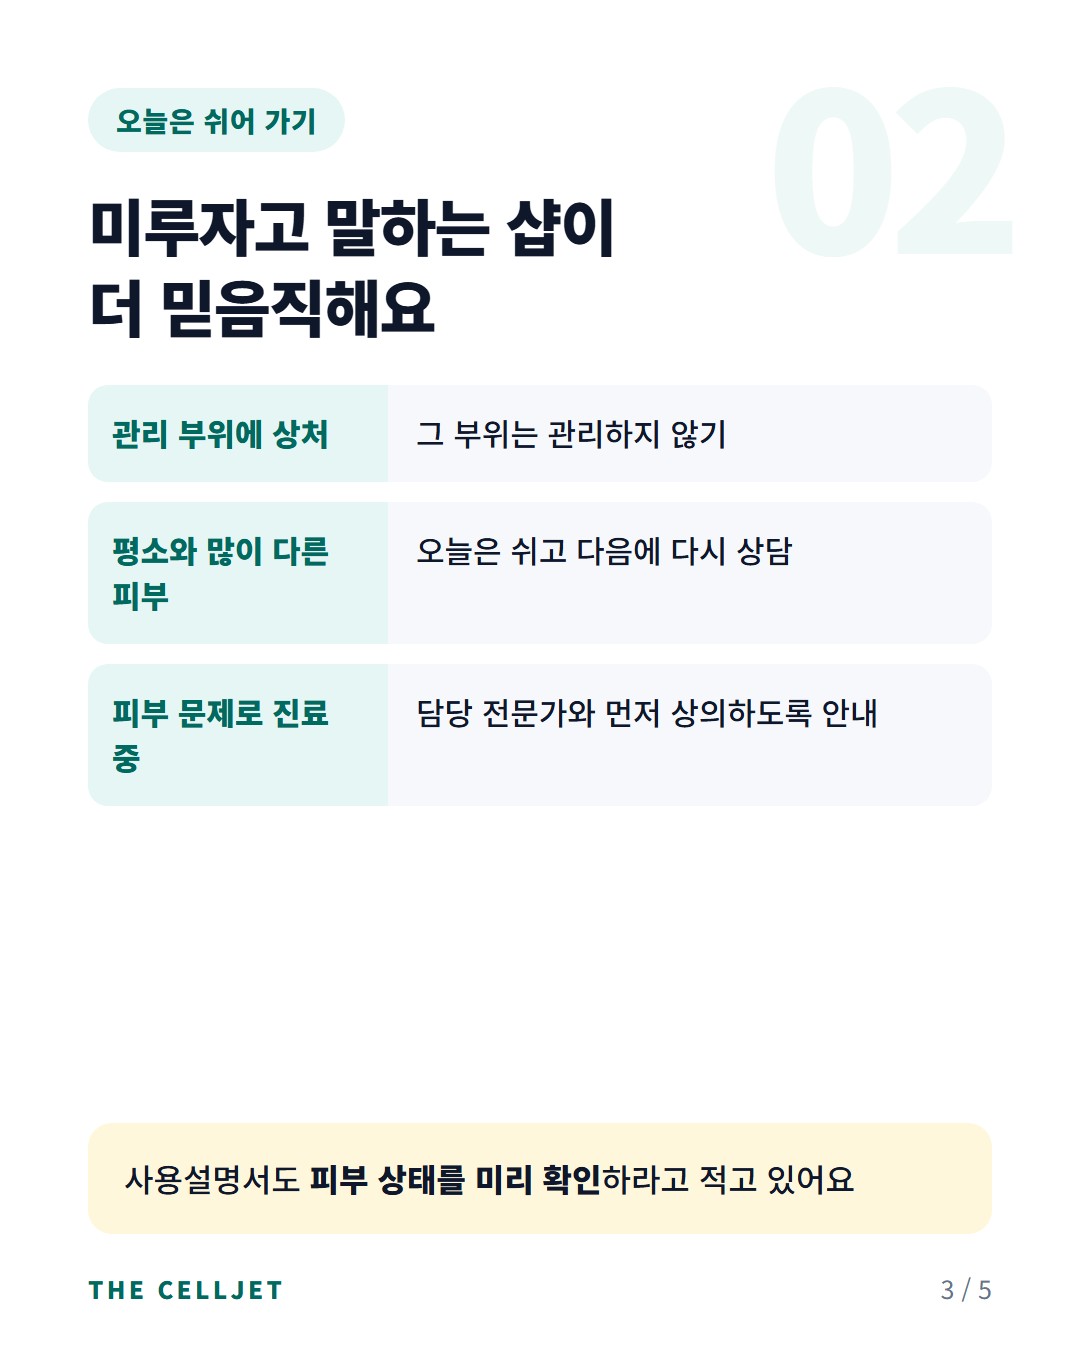 오늘은 쉬어 가기
02
미루자고 말하는 샵이
더 믿음직해요
관리 부위에 상처
그 부위는 관리하지 않기
평소와 많이 다른
피부
오늘은 쉬고 다음에 다시 상담
피부 문제로 진료
중
담당 전문가와 먼저 상의하도록 안내
사용설명서도 피부 상태를 미리 확인하라고 적고 있어요
THE CELLJET
3 / 5